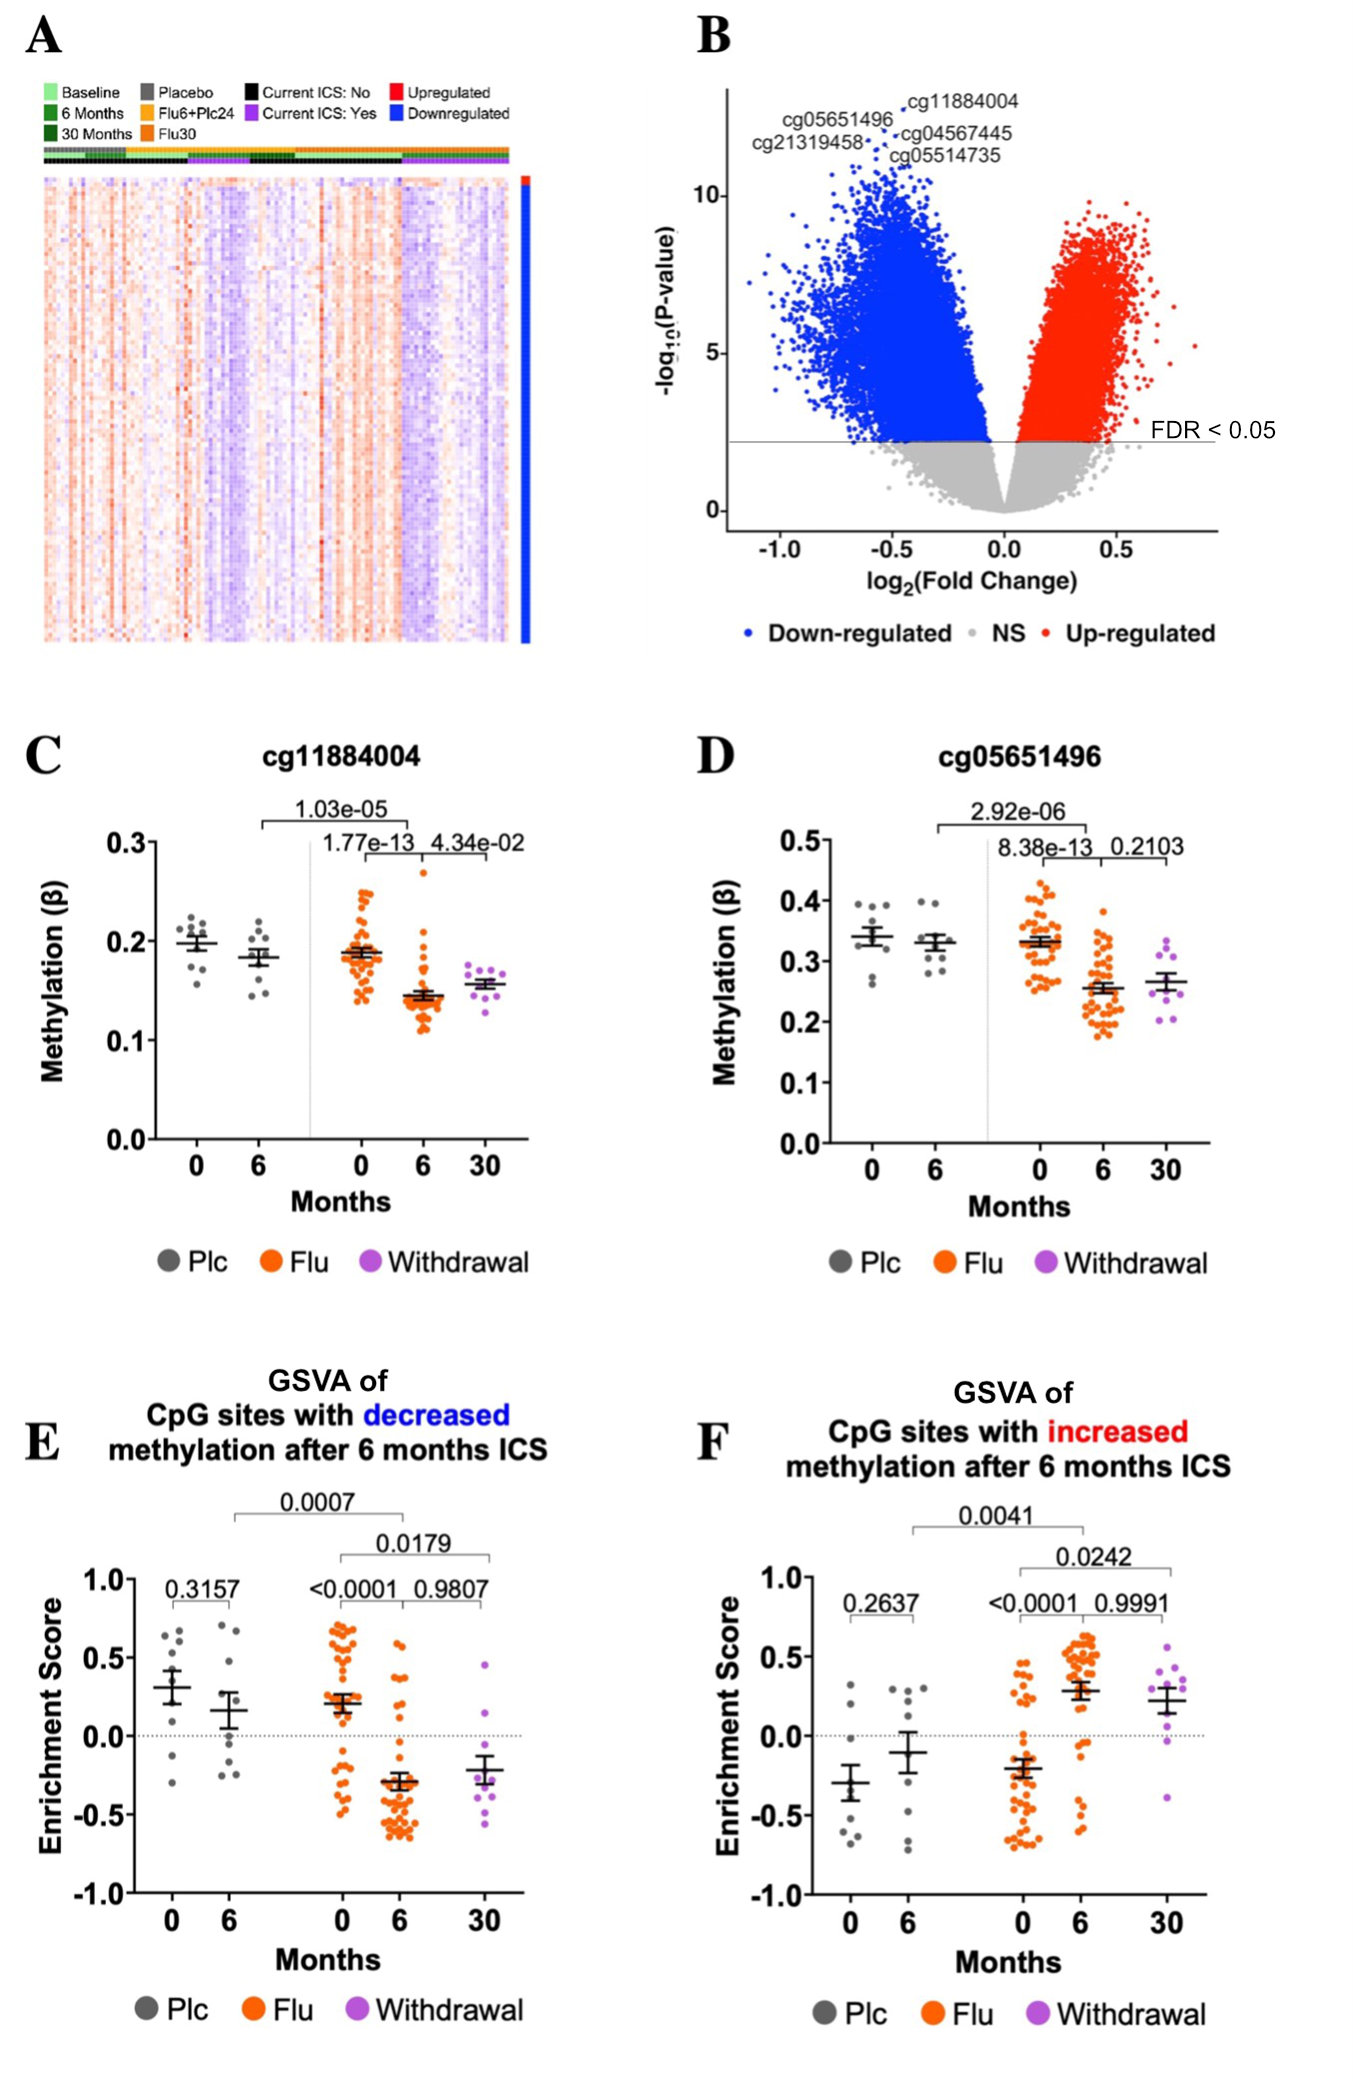 A
Baseline Placebo Current ICS: No Upregulated
6 Months Flu6+Plc24 Current ICS: Yes Downregulated
30 Months Flu30
B
cg11884004
cg05651496
cg04567445
cg21319458
cg05514735
10
5
0
-log10(P-value)
FDR < 0.05
-1.0 -0.5 0.0 0.5
log2(Fold Change)
Down-regulated NS Up-regulated
C
cg11884004
1.03e-05
1.77e-13 4.34e-02
0.3
0.2
0.1
0.0
Methylation (β)
0 6 0 6 30
Months
Plc Flu Withdrawal
D
cg05651496
2.92e-06
8.38e-13 0.2103
0.5
0.4
0.3
0.2
0.1
0.0
Methylation (β)
0 6 0 6 30
Months
Plc Flu Withdrawal
E
GSVA of
CpG sites with decreased
methylation after 6 months ICS
0.0007
0.0179
0.3157 <0.0001 0.9807
1.0
0.5
0.0
-0.5
-1.0
Enrichment Score
0 6 0 6 30
Months
Plc Flu Withdrawal
F
GSVA of
CpG sites with increased
methylation after 6 months ICS
0.0041
0.0242
0.2637 <0.0001 0.9991
1.0
0.5
0.0
-0.5
-1.0
Enrichment Score
0 6 0 6 30
Months
Plc Flu Withdrawal